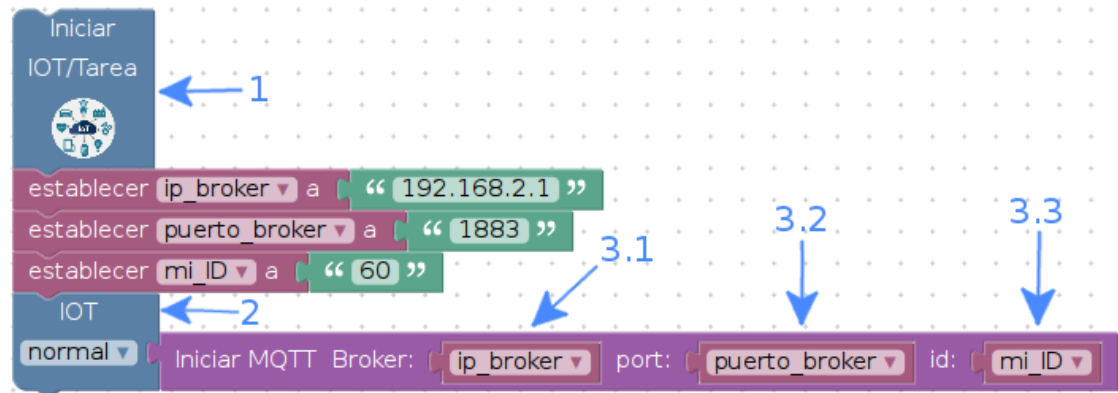 Iniciar
IOT/Tarea
IoT
1
establecer ip_broker a “ 192.168.2.1 ”
establecer puerto_broker a “ 1883 ”
establecer mi_ID a “ 60 ”
3.1
3.2
3.3
IOT
2
normal Iniciar MQTT Broker: ip_broker port: puerto_broker id: mi_ID